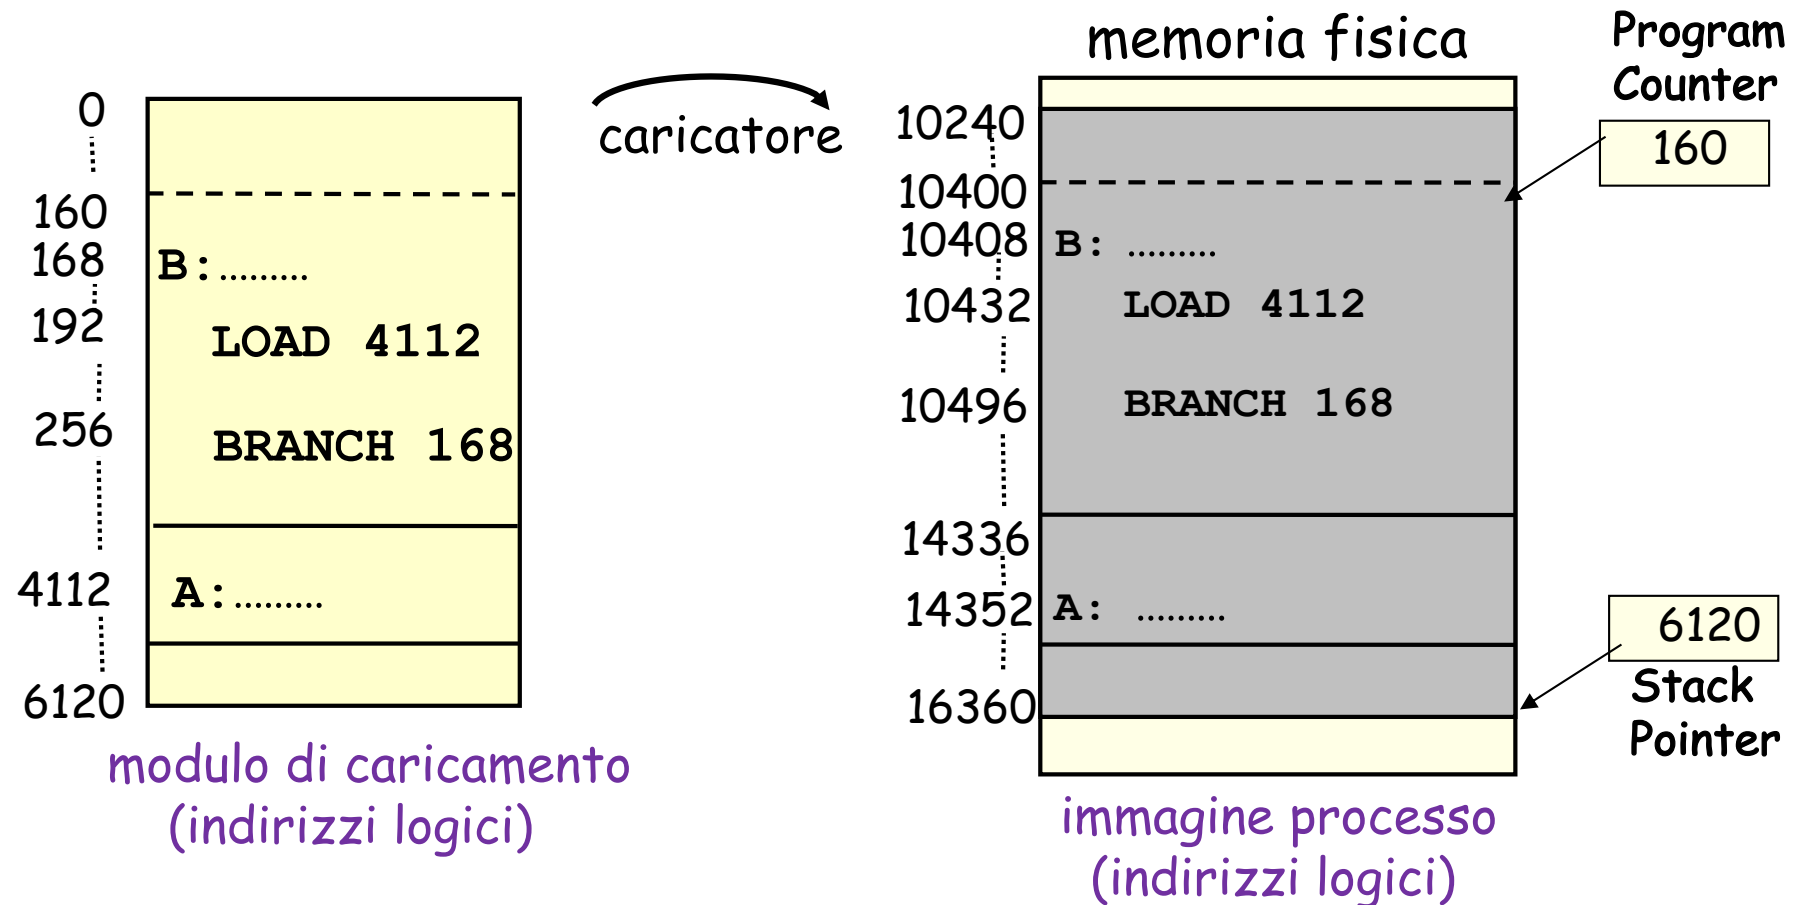 0
160
168
192
256
4112
6120
B:.........
LOAD 4112
BRANCH 168
A:.........
modulo di caricamento
(indirizzi logici)
caricatore
memoria fisica
10240
10400
10408
10432
10496
14336
14352
16360
B: .........
LOAD 4112
BRANCH 168
A: .........
immagine processo
(indirizzi logici)
Program
Counter
160
6120
Stack
Pointer